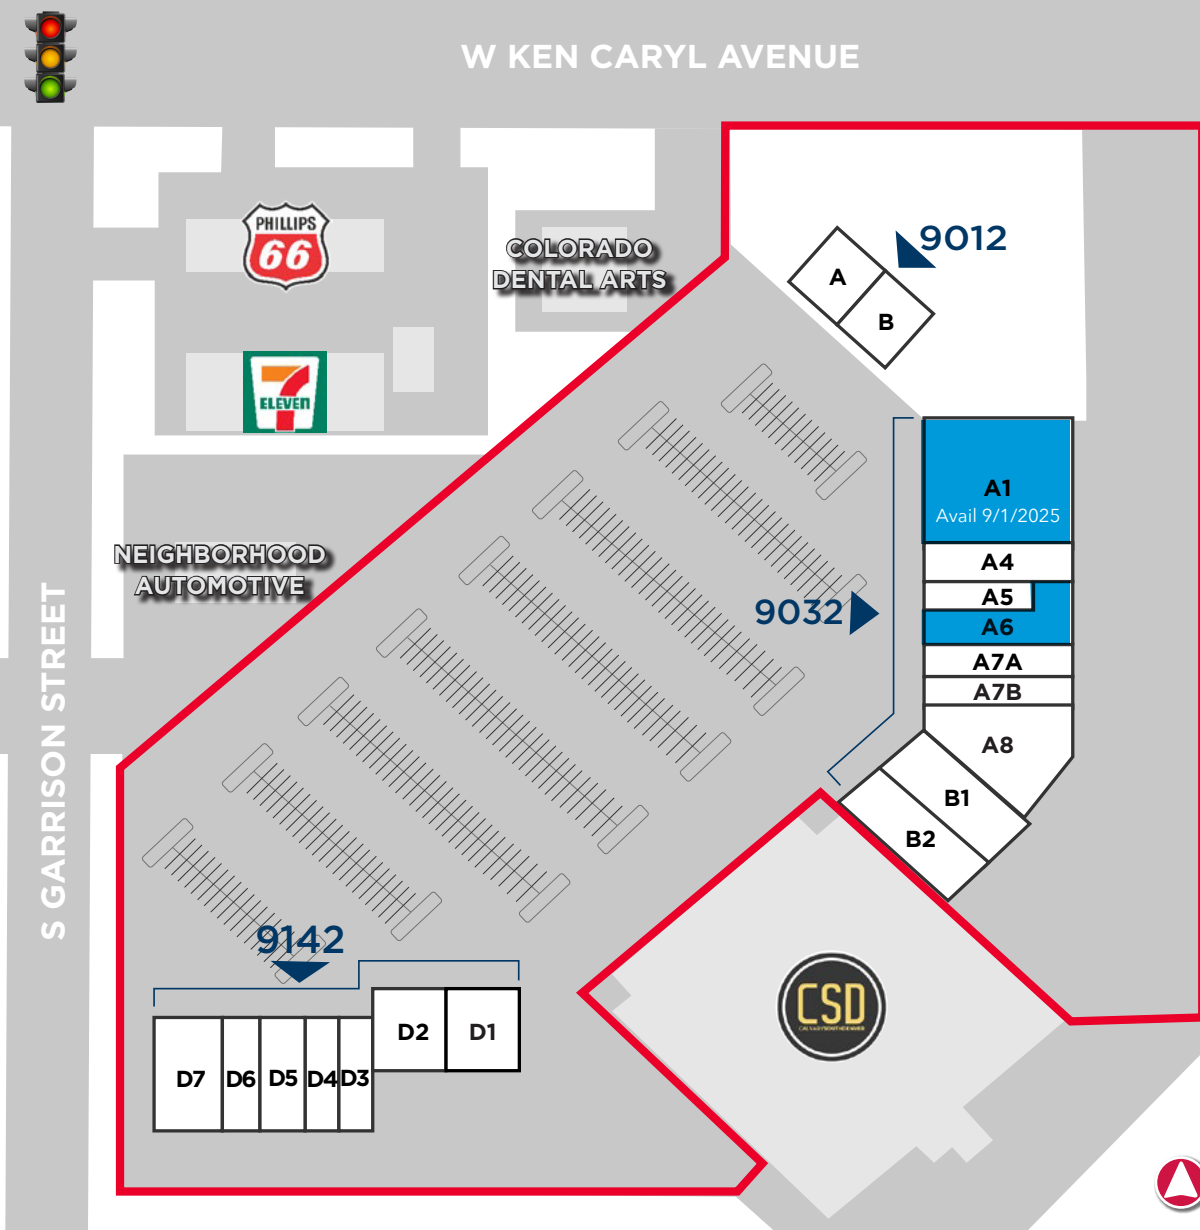 W KEN CARYL AVENUE
PHILLIPS
66
COLORADO
DENTAL ARTS
9012
A
B
ELEVEN
A1
Avail 9/1/2025
NEIGHBORHOOD
AUTOMOTIVE
A4
A5
9032
A6
A7A
A7B
A8
B1
B2
S GARRISON STREET
9142
CSD
D2
D1
D7
D6
D5
D4
D3